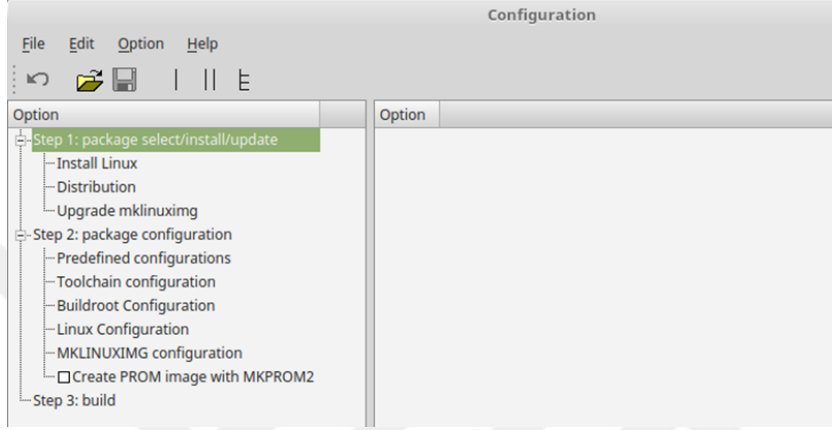 Configuration
File Edit Option Help
Option Option
Step 1: package select/install/update
Install Linux
Distribution
Upgrade mklinuximg
Step 2: package configuration
Predefined configurations
Toolchain configuration
Buildroot Configuration
Linux Configuration
MKLINUXIMG configuration
Create PROM image with MKPROM2
Step 3: build